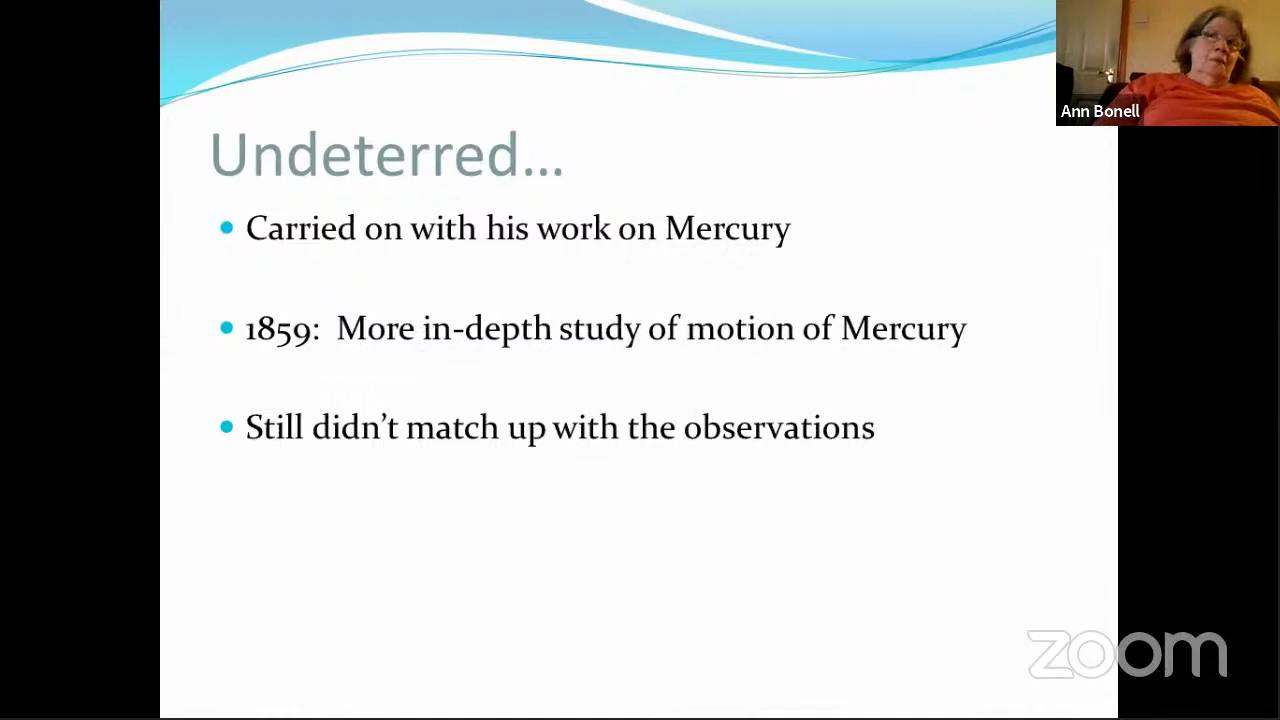 Ann Bonell
Undeterred...
Carried on with his work on Mercury
1859: More in-depth study of motion of Mercury
Still didn’t match up with the observations
zoom